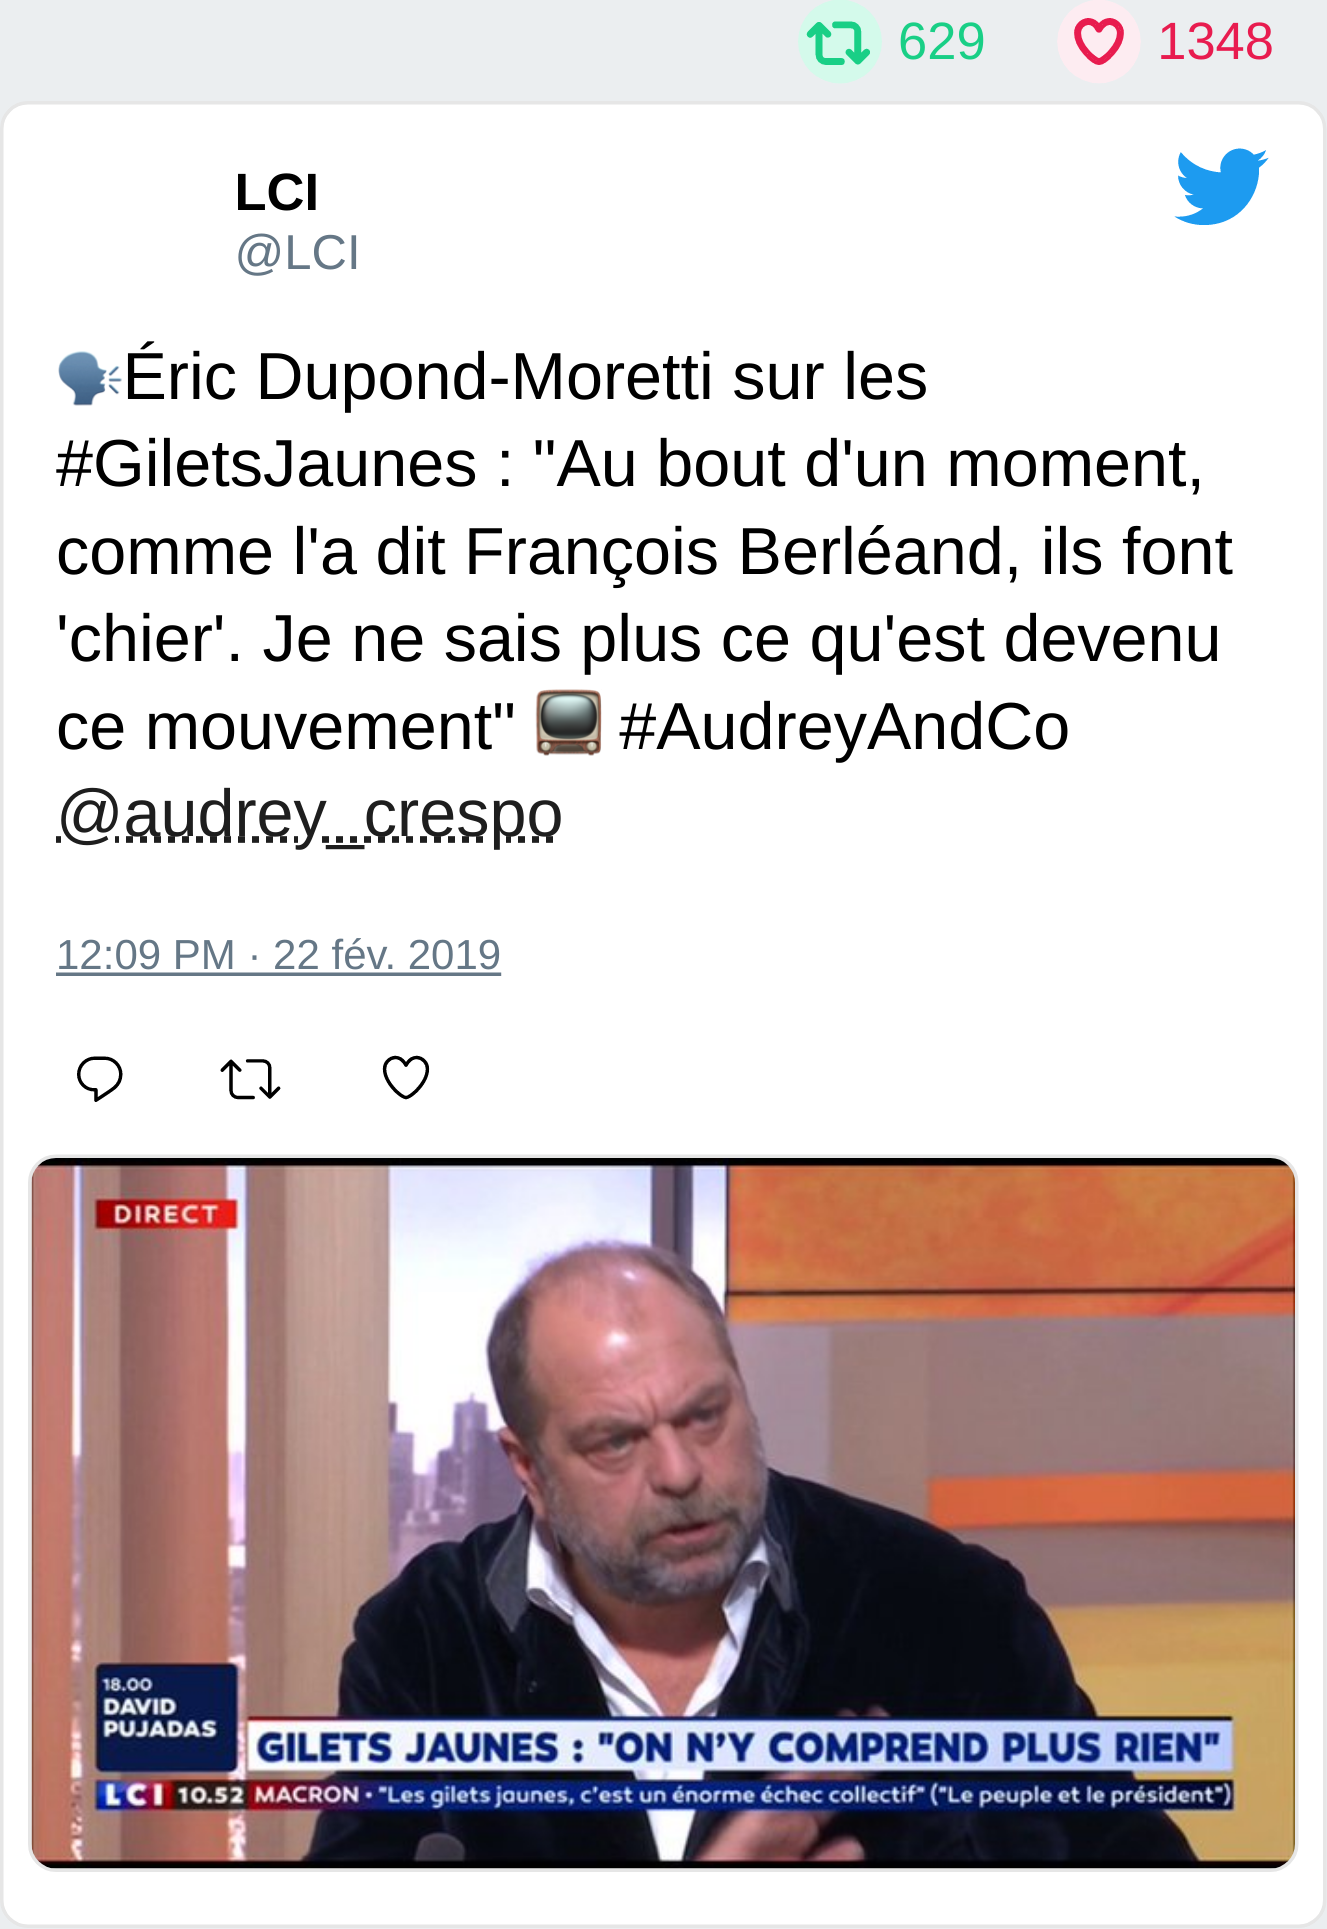 629 1348
LCI
@LCI
🗣Éric Dupond-Moretti sur les
#GiletsJaunes : "Au bout d'un moment,
comme l'a dit François Berléand, ils font
'chier'. Je ne sais plus ce qu'est devenu
ce mouvement" 📺 #AudreyAndCo
@audrey_crespo
12:09 PM · 22 fév. 2019
DIRECT
18.00
DAVID
PUJADAS
GILETS JAUNES : "ON N'Y COMPREND PLUS RIEN"
LCI 10.52 MACRON • "Les gilets jaunes, c'est un énorme échec collectif" ("Le peuple et le président")